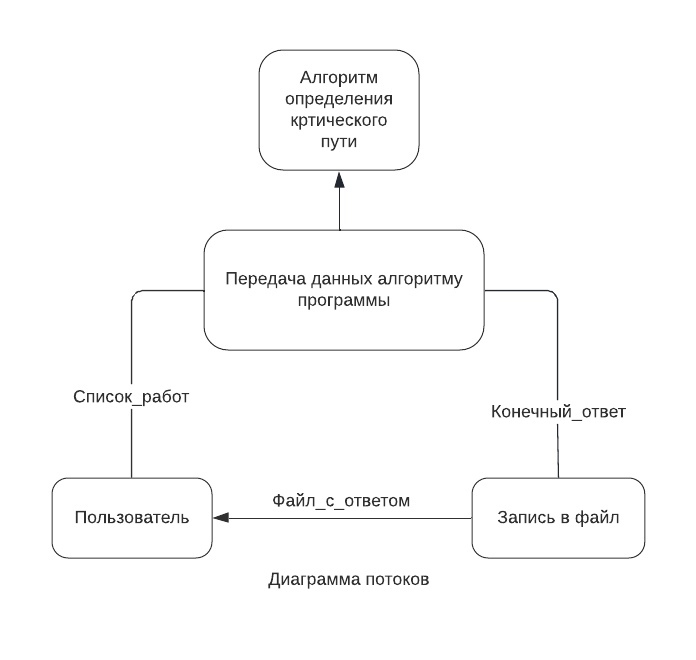 Алгоритм
определения
кртического
пути
Передача данных алгоритму
программы
Список_работ
Конечный_ответ
Пользователь
Файл_с_ответом
Запись в файл
Диаграмма потоков